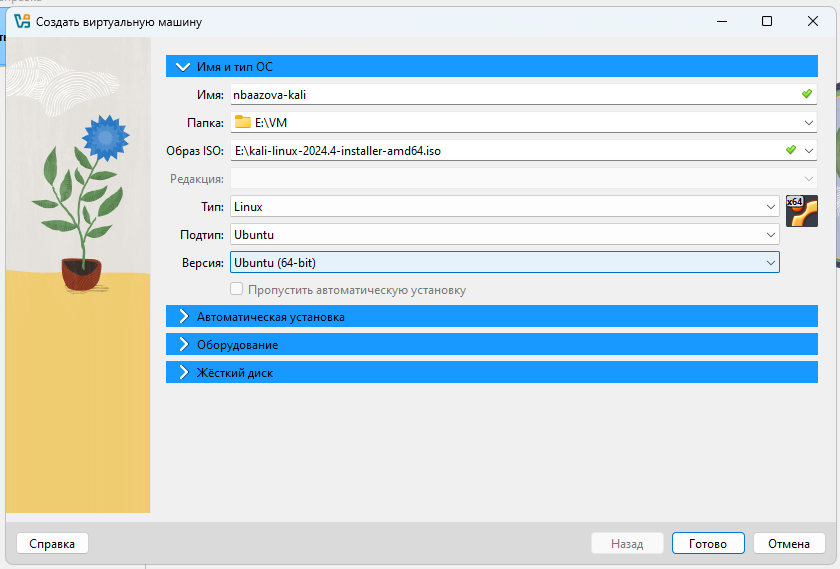 Создать виртуальную машину
Имя и тип ОС
Имя: nbaazova-kali
Папка: E:\VM
Образ ISO: E:\kali-linux-2024.4-installer-amd64.iso
Редакция:
Тип: Linux
x64
Подтип: Ubuntu
Версия: Ubuntu (64-bit)
Пропустить автоматическую установку
Автоматическая установка
Оборудование
Жёсткий диск
Справка
Назад
Готово
Отмена